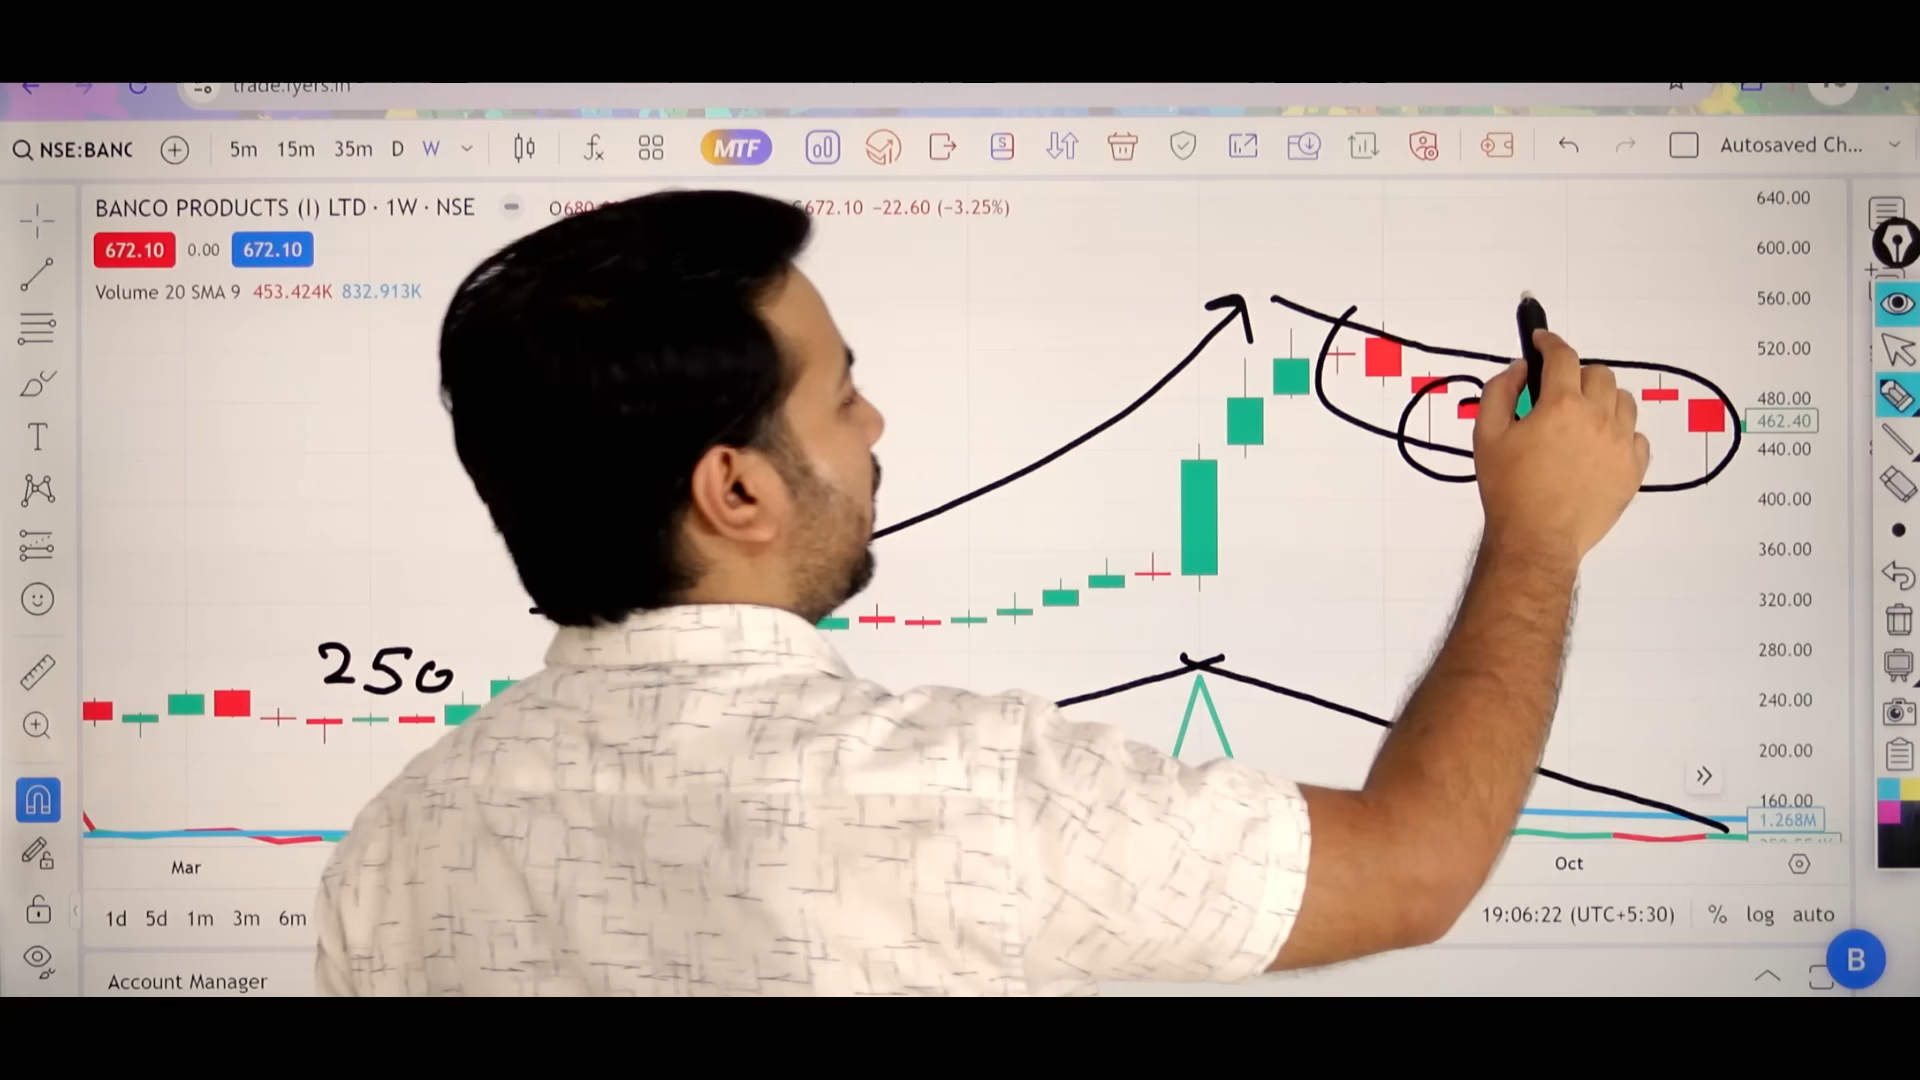 trade.fyers.in
NSE:BANC 5m 15m 35m D W fx MTF S Autosaved Ch...
BANCO PRODUCTS (I) LTD · 1W · NSE O680 672.10 −22.60 (−3.25%)
672.10 0.00 672.10
Volume 20 SMA 9 453.424K 832.913K
640.00
600.00
560.00
520.00
480.00
462.40
440.00
400.00
360.00
320.00
280.00
240.00
200.00
160.00
1.268M
250
T
Mar Oct
1d 5d 1m 3m 6m 19:06:22 (UTC+5:30) % log auto
B
Account Manager